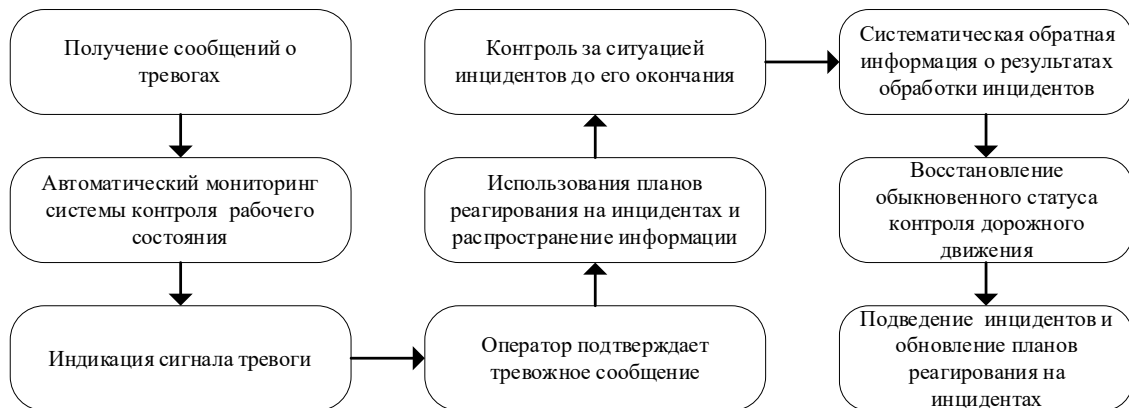 Получение сообщений о
тревогах
Автоматический мониторинг
системы контроля рабочего
состояния
Индикация сигнала тревоги
Оператор подтверждает
тревожное сообщение
Использования планов
реагирования на инцидентах и
распространение информации
Контроль за ситуацией
инцидентов до его окончания
Систематическая обратная
информация о результатах
обработки инцидентов
Восстановление
обыкновенного статуса
контроля дорожного
движения
Подведение инцидентов и
обновление планов
реагирования на
инцидентах